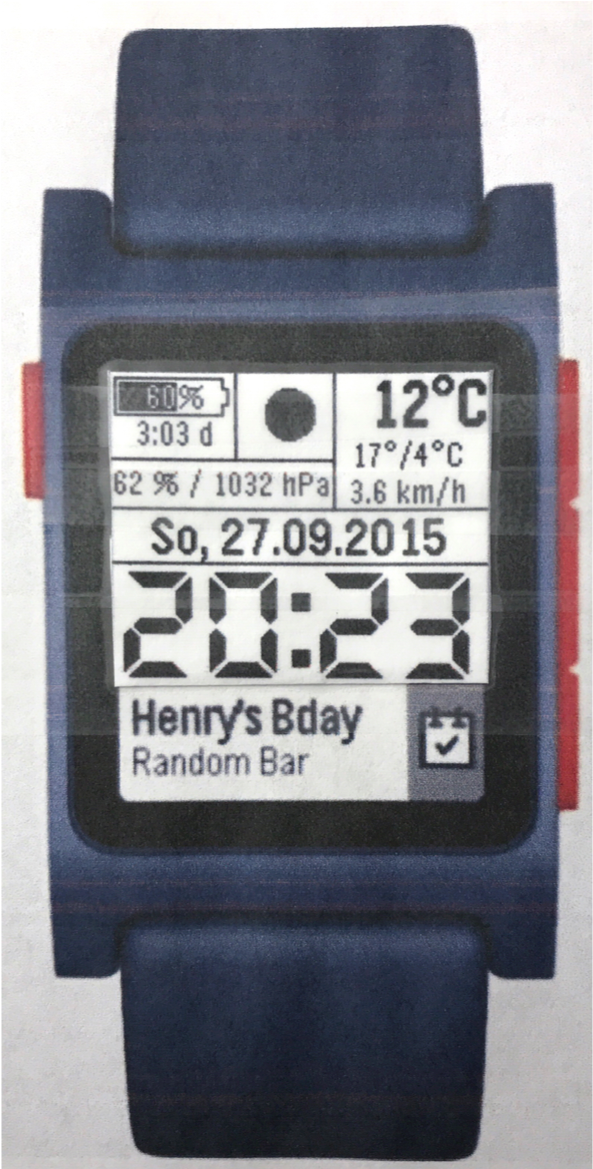 60%
3:03 d
12°C
17°/4°C
62 % / 1032 hPa
3.6 km/h
So, 27.09.2015
20:23
Henry's Bday
Random Bar